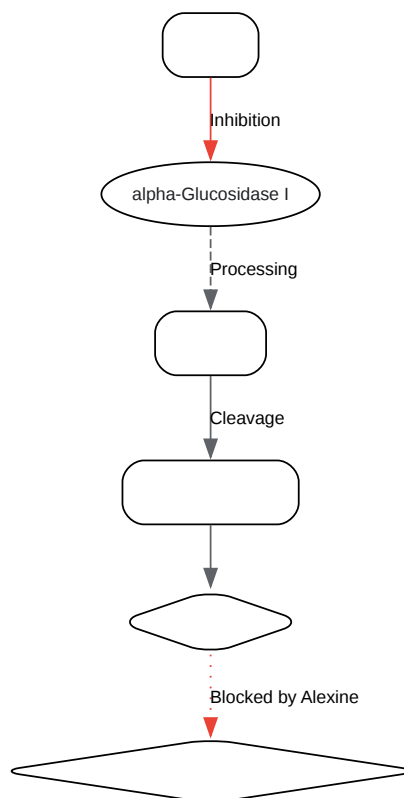 Inhibition
alpha-Glucosidase I
Processing
Cleavage
Blocked by Alexine